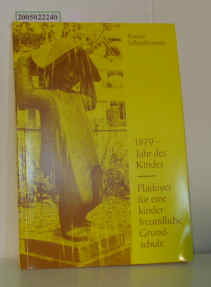 2005022240
1979 –
Jahr des
Kindes
Plädoyer
für eine
kinder-
freundliche
Grund-
schule